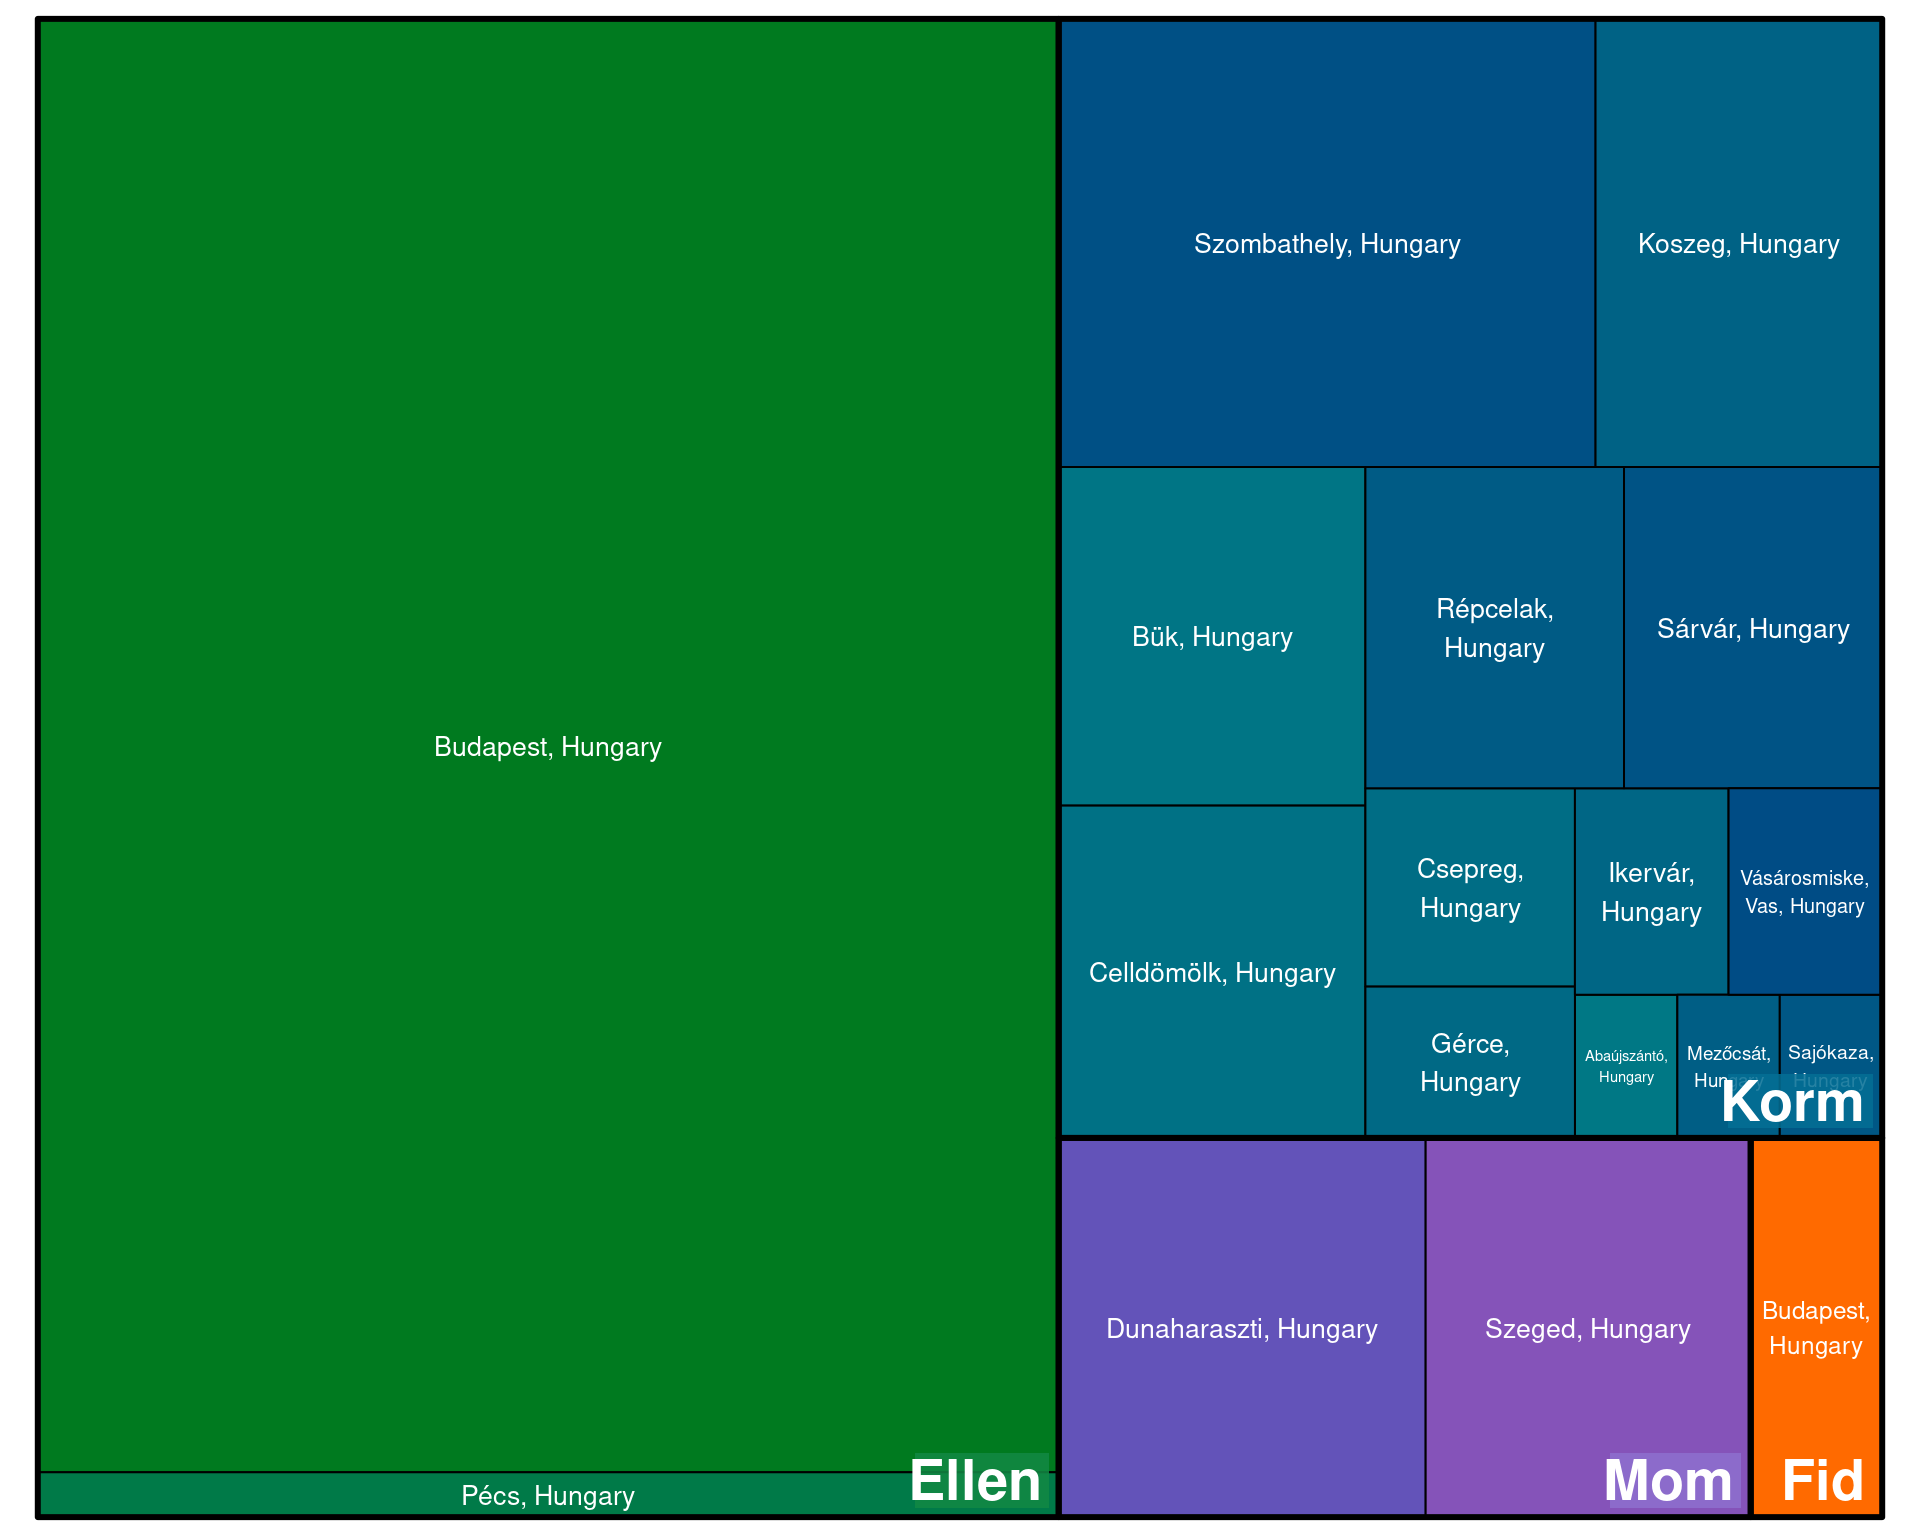 Budapest, Hungary
Pécs, Hungary
Ellen
Szombathely, Hungary
Koszeg, Hungary
Bük, Hungary
Répcelak,
Hungary
Sárvár, Hungary
Celldömölk, Hungary
Csepreg,
Hungary
Ikervár,
Hungary
Vásárosmiske,
Vas, Hungary
Gérce,
Hungary
Abaújszántó,
Hungary
Mezőcsát,
Hungary
Sajókaza,
Hungary
Korm
Dunaharaszti, Hungary
Szeged, Hungary
Mom
Budapest,
Hungary
Fid